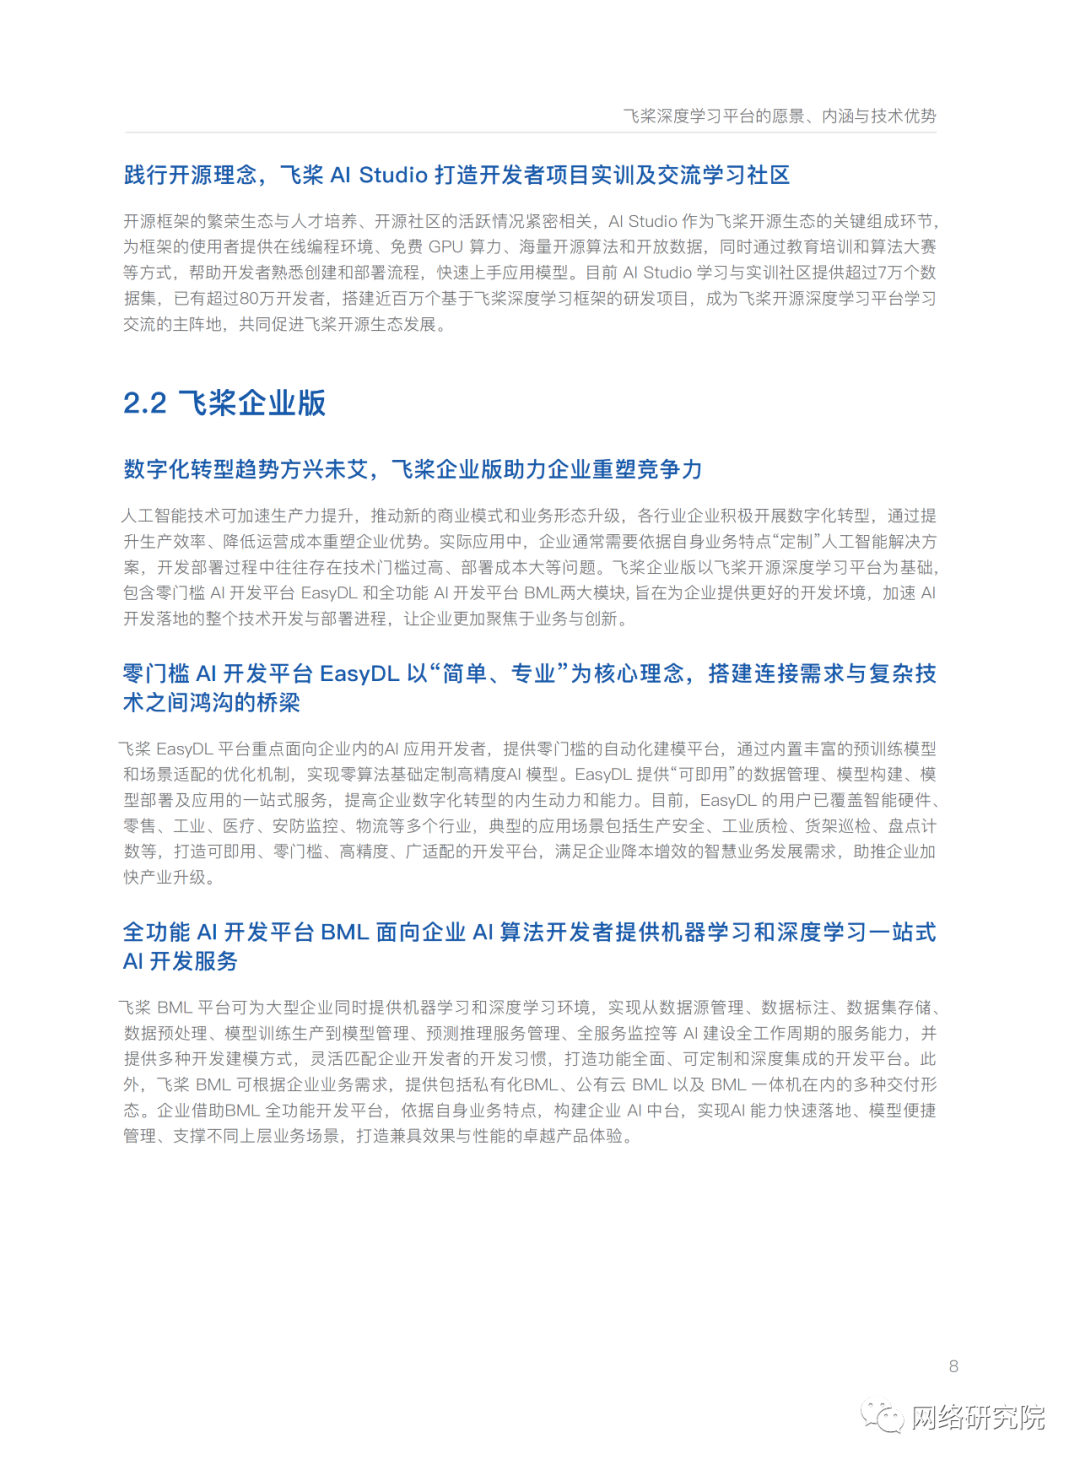 飞桨深度学习平台的愿景、内涵与技术优势
践行开源理念，飞桨 AI Studio 打造开发者项目实训及交流学习社区
开源框架的繁荣生态与人才培养、开源社区的活跃情况紧密相关，AI Studio 作为飞桨开源生态的关键组成环节，
为框架的使用者提供在线编程环境、免费 GPU 算力、海量开源算法和开放数据，同时通过教育培训和算法大赛
等方式，帮助开发者熟悉创建和部署流程，快速上手应用模型。目前 AI Studio 学习与实训社区提供超过7万个数
据集，已有超过80万开发者，搭建近百万个基于飞桨深度学习框架的研发项目，成为飞桨开源深度学习平台学习
交流的主阵地，共同促进飞桨开源生态发展。
2.2 飞桨企业版
数字化转型趋势方兴未艾，飞桨企业版助力企业重塑竞争力
人工智能技术可加速生产力提升，推动新的商业模式和业务形态升级，各行业企业积极开展数字化转型，通过提
升生产效率、降低运营成本重塑企业优势。实际应用中，企业通常需要依据自身业务特点“定制”人工智能解决方
案，开发部署过程中往往存在技术门槛过高、部署成本大等问题。飞桨企业版以飞桨开源深度学习平台为基础，
包含零门槛 AI 开发平台 EasyDL 和全功能 AI 开发平台 BML两大模块, 旨在为企业提供更好的开发环境，加速 AI
开发落地的整个技术开发与部署进程，让企业更加聚焦于业务与创新。
零门槛 AI 开发平台 EasyDL 以“简单、专业”为核心理念，搭建连接需求与复杂技
术之间鸿沟的桥梁
飞桨 EasyDL 平台重点面向企业内的AI 应用开发者，提供零门槛的自动化建模平台，通过内置丰富的预训练模型
和场景适配的优化机制，实现零算法基础定制高精度AI 模型。EasyDL 提供“可即用”的数据管理、模型构建、模
型部署及应用的一站式服务，提高企业数字化转型的内生动力和能力。目前，EasyDL 的用户已覆盖智能硬件、
零售、工业、医疗、安防监控、物流等多个行业，典型的应用场景包括生产安全、工业质检、货架巡检、盘点计
数等，打造可即用、零门槛、高精度、广适配的开发平台，满足企业降本增效的智慧业务发展需求，助推企业加
快产业升级。
全功能 AI 开发平台 BML 面向企业 AI 算法开发者提供机器学习和深度学习一站式
AI 开发服务
飞桨 BML 平台可为大型企业同时提供机器学习和深度学习环境，实现从数据源管理、数据标注、数据集存储、
数据预处理、模型训练生产到模型管理、预测推理服务管理、全服务监控等 AI 建设全工作周期的服务能力，并
提供多种开发建模方式，灵活匹配企业开发者的开发习惯，打造功能全面、可定制和深度集成的开发平台。此
外，飞桨 BML 可根据企业业务需求，提供包括私有化BML、公有云 BML 以及 BML 一体机在内的多种交付形
态。企业借助BML 全功能开发平台，依据自身业务特点，构建企业 AI 中台，实现AI 能力快速落地、模型便捷
管理、支撑不同上层业务场景，打造兼具效果与性能的卓越产品体验。
8
网络研究院